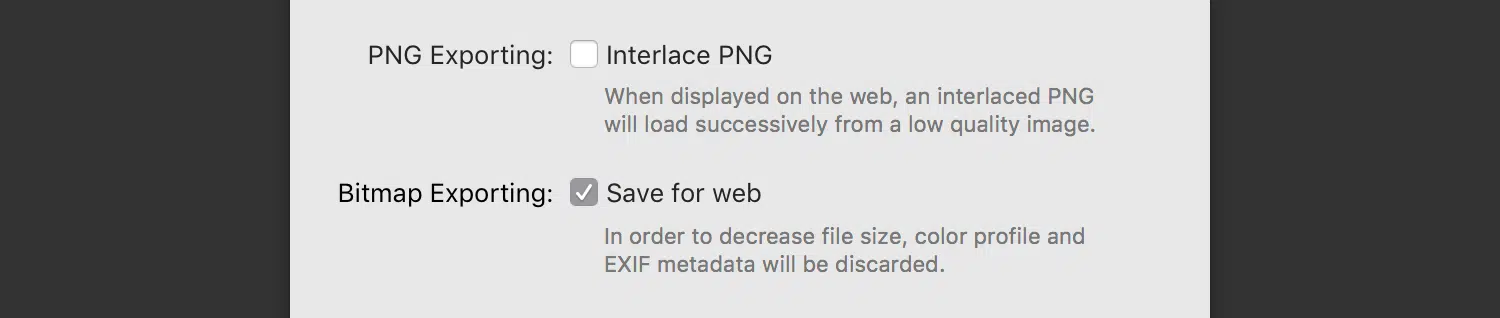 PNG Exporting: Interlace PNG
When displayed on the web, an interlaced PNG
will load successively from a low quality image.
Bitmap Exporting: Save for web
In order to decrease file size, color profile and
EXIF metadata will be discarded.